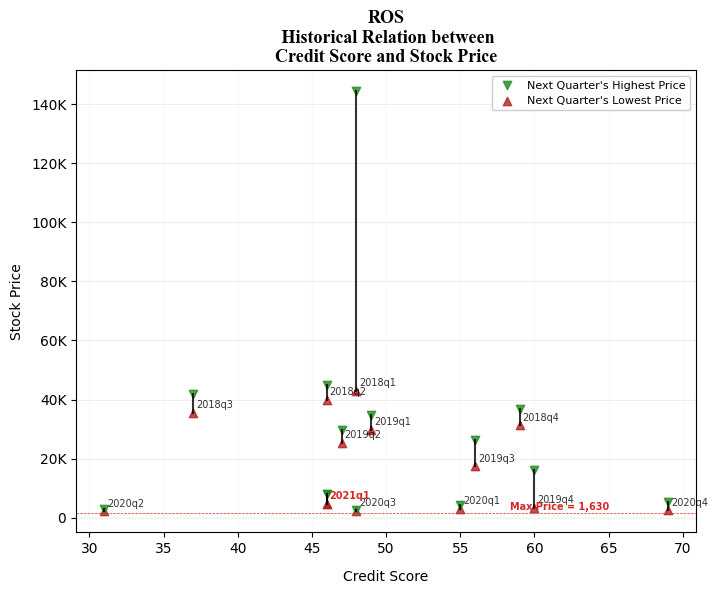 ROS
Historical Relation between
Credit Score and Stock Price
Next Quarter's Highest Price
Next Quarter's Lowest Price
140K
120K
100K
80K
60K
40K
20K
0
Stock Price
2018q1
2018q2
2018q3
2019q1
2018q4
2019q2
2019q3
2021q1
2020q2
2020q3
2020q1
2019q4
2020q4
Max Price = 1,630
30
35
40
45
50
55
60
65
70
Credit Score